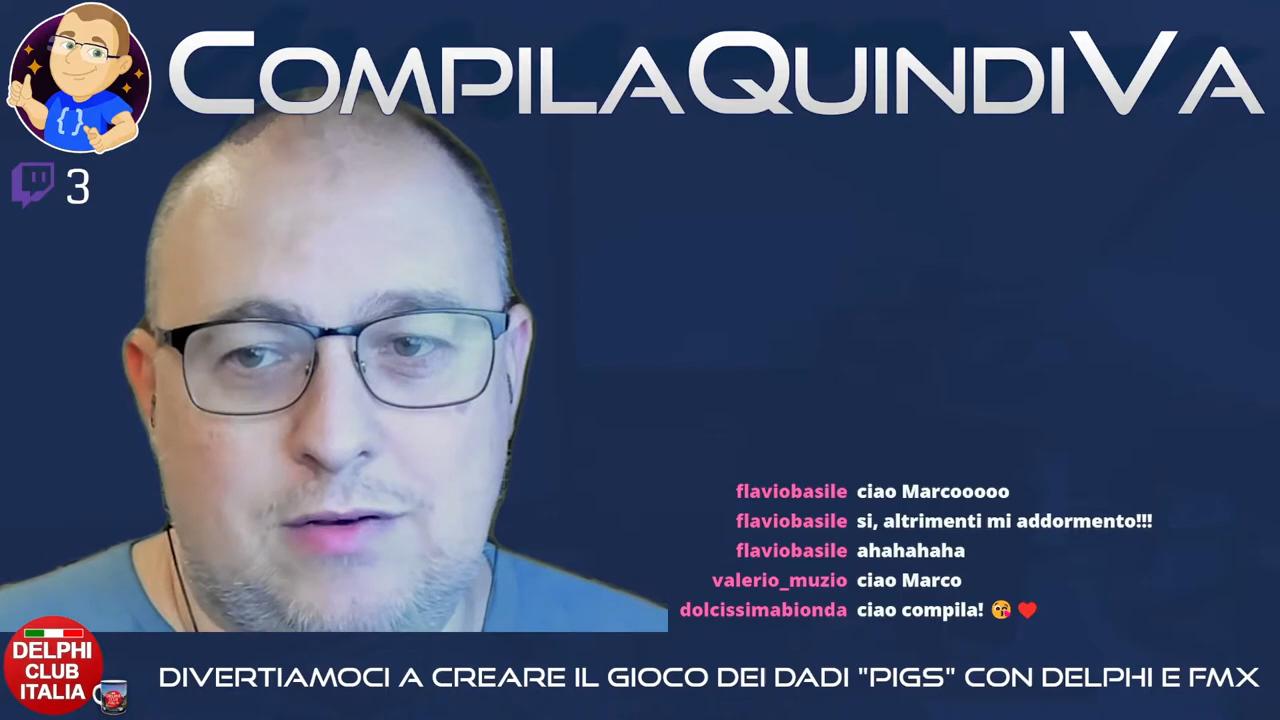 COMPILAQUINDIVA
{ }
3
flaviobasile ciao Marcooooo
flaviobasile si, altrimenti mi addormento!!!
flaviobasile ahahahaha
valerio_muzio ciao Marco
dolcissimabionda ciao compila! 😘 ♥️
DELPHI
CLUB
ITALIA
DIVERTIAMOCI A CREARE IL GIOCO DEI DADI "PIGS" CON DELPHI E FMX